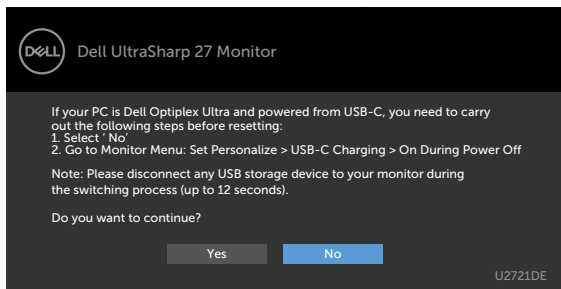 DELL
Dell UltraSharp 27 Monitor
If your PC is Dell Optiplex Ultra and powered from USB-C, you need to carry
out the following steps before resetting:
1. Select ‘ No’
2. Go to Monitor Menu: Set Personalize > USB-C Charging > On During Power Off
Note: Please disconnect any USB storage device to your monitor during
the switching process (up to 12 seconds).
Do you want to continue?
Yes
No
U2721DE